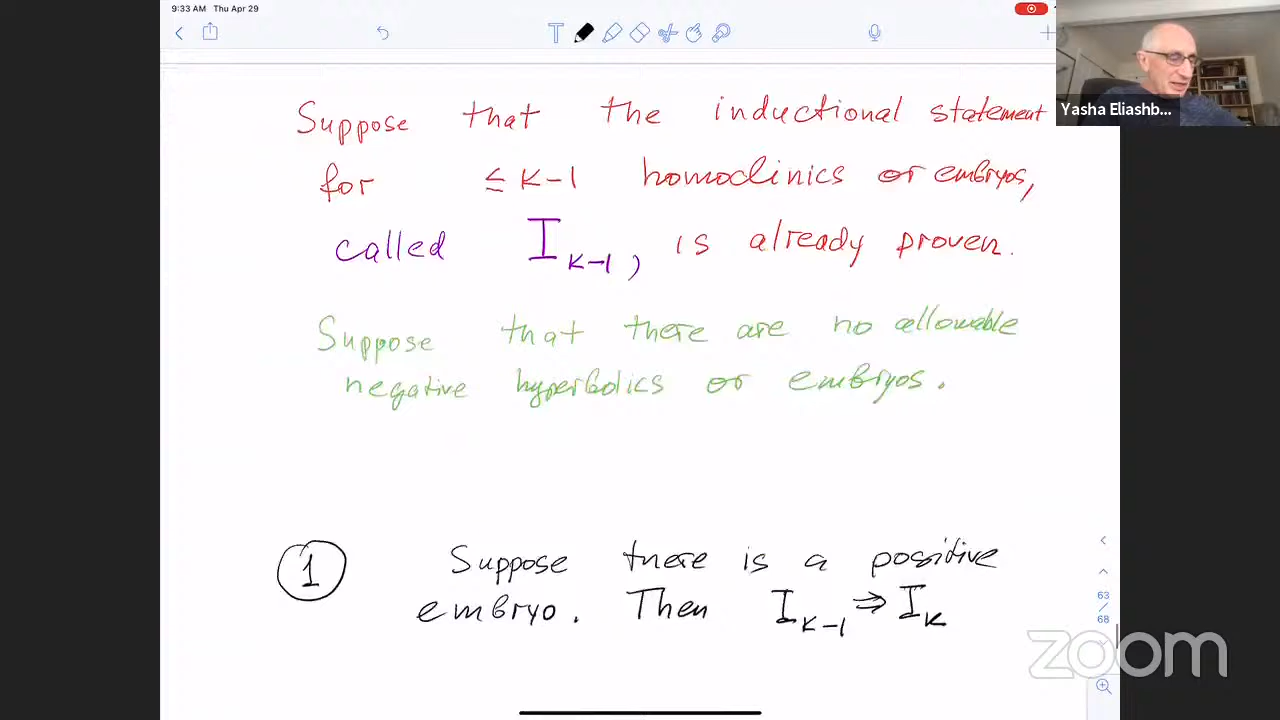 9:33 AM Thu Apr 29
Yasha Eliashb...
Suppose that the inductional statement
for ≤ K-1 homoclinics or embryos,
called I_{K-1}, is already proven.
Suppose that there are no allowable
negative hyperbolics or embryos.
1 Suppose there is a possitive
embryo. Then I_{K-1} ⇒ I_K
63
/
68
zoom